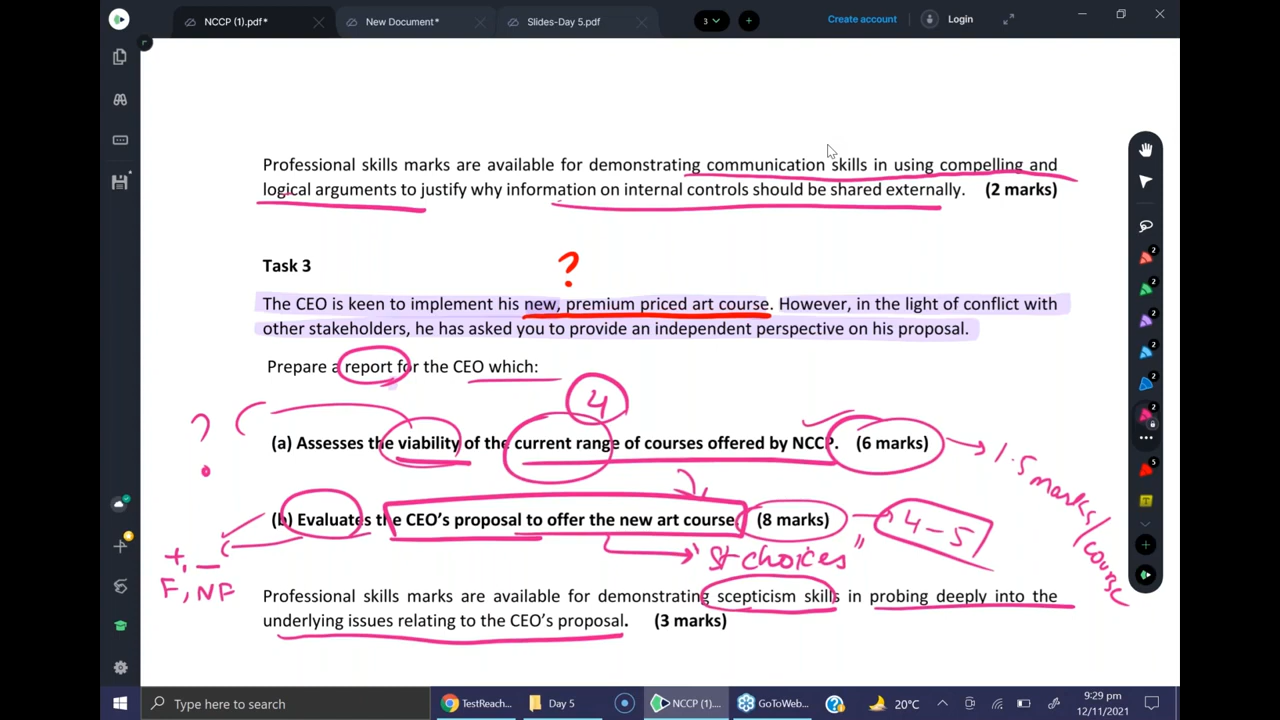 NCCP (1).pdf*
New Document*
Slides-Day 5.pdf
3
Create account
Login
Professional skills marks are available for demonstrating communication skills in using compelling and
logical arguments to justify why information on internal controls should be shared externally. (2 marks)
Task 3
?
The CEO is keen to implement his new, premium priced art course. However, in the light of conflict with
other stakeholders, he has asked you to provide an independent perspective on his proposal.
Prepare a report for the CEO which:
4
?
(a) Assesses the viability of the current range of courses offered by NCCP. (6 marks)
1.5 marks/course
(b) Evaluates the CEO's proposal to offer the new art course. (8 marks)
4-5
"St choices"
+, -
F, NF
Professional skills marks are available for demonstrating scepticism skills in probing deeply into the
underlying issues relating to the CEO's proposal. (3 marks)
2
2
2
2
2
2
5
Type here to search
TestReach...
Day 5
NCCP (1)....
GoToWeb...
20°C
9:29 pm
12/11/2021